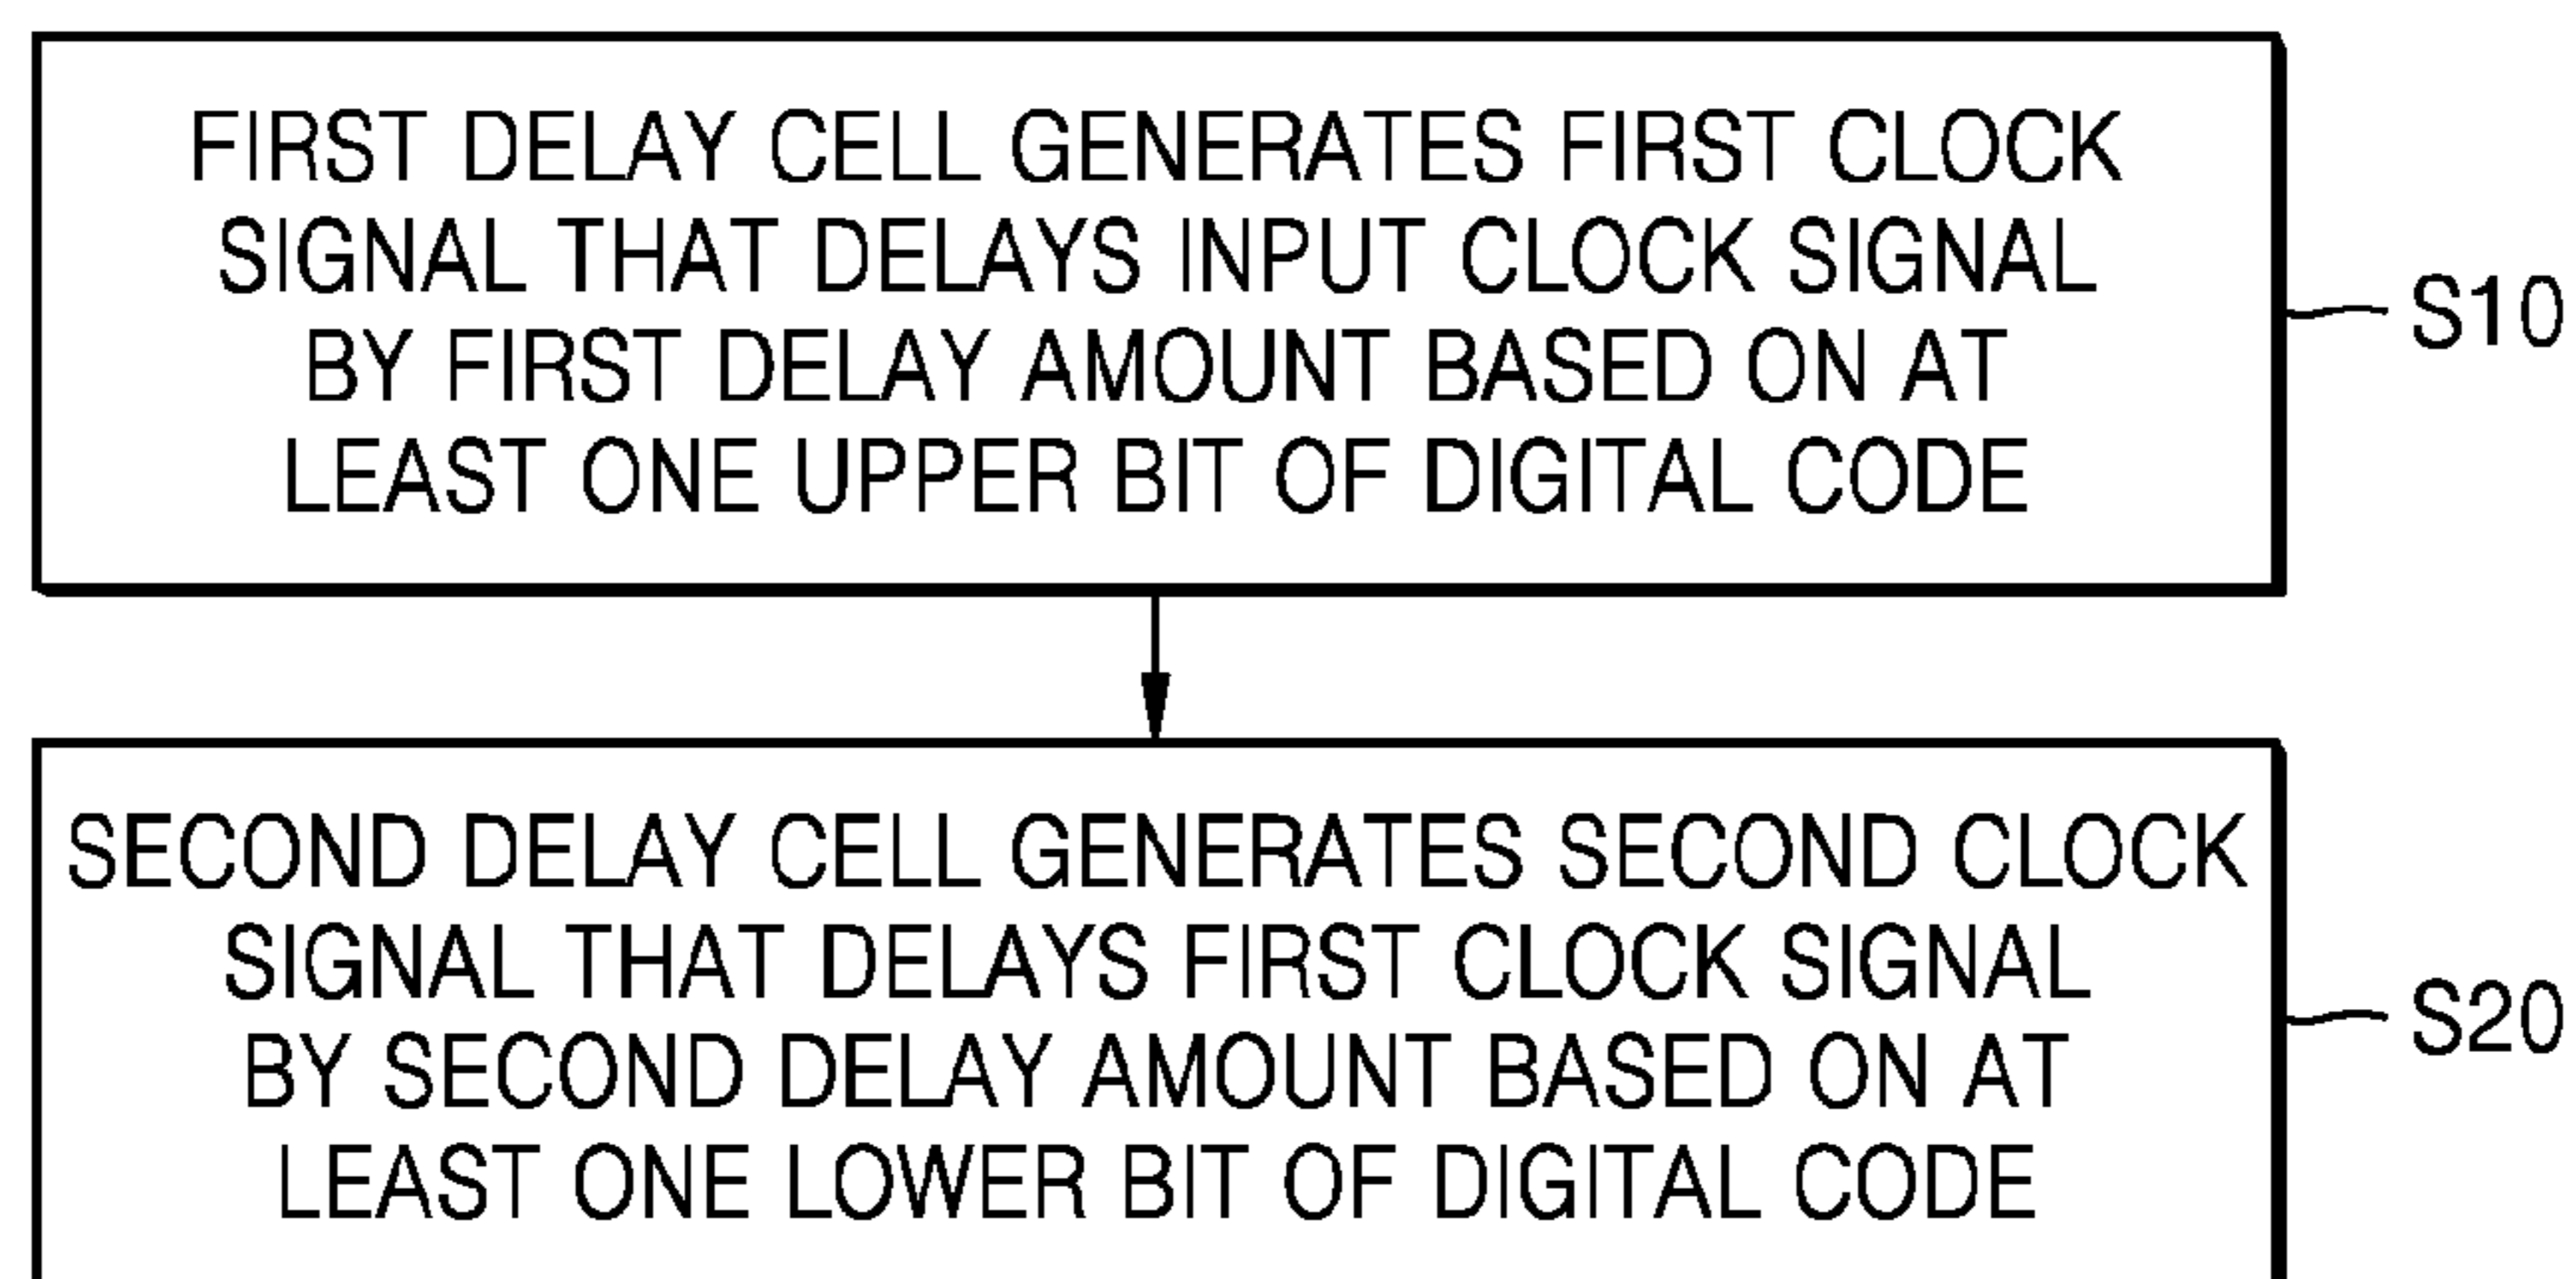 FIRST DELAY CELL GENERATES FIRST CLOCK
SIGNAL THAT DELAYS INPUT CLOCK SIGNAL
BY FIRST DELAY AMOUNT BASED ON AT
LEAST ONE UPPER BIT OF DIGITAL CODE
S10
SECOND DELAY CELL GENERATES SECOND CLOCK
SIGNAL THAT DELAYS FIRST CLOCK SIGNAL
BY SECOND DELAY AMOUNT BASED ON AT
LEAST ONE LOWER BIT OF DIGITAL CODE
S20